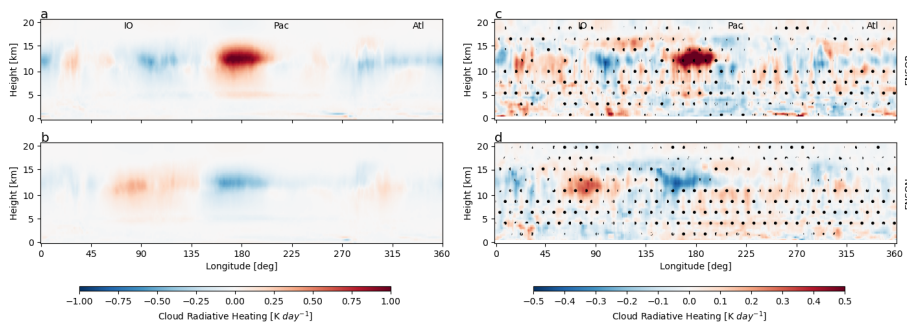 a
IO Pac Atl
Height [km]
20
15
10
5
0
b
Height [km]
20
15
10
5
0
0 45 90 135 180 225 270 315 360
Longitude [deg]
−1.00 −0.75 −0.50 −0.25 0.00 0.25 0.50 0.75 1.00
Cloud Radiative Heating [K day⁻¹]
c
IO Pac Atl
Height [km]
20
15
10
5
0
d
Height [km]
20
15
10
5
0
0 45 90 135 180 225 270 315 360
Longitude [deg]
−0.5 −0.4 −0.3 −0.2 −0.1 0.0 0.1 0.2 0.3 0.4 0.5
Cloud Radiative Heating [K day⁻¹]